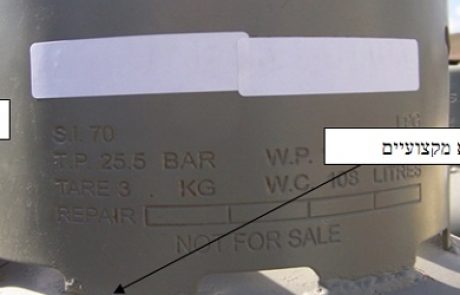 S.I. 70
T.P. 25.5 BAR W.P.
TARE 3 . KG W.C. 108 LITRES
REPAIR
NOT FOR SALE
מקצועיים